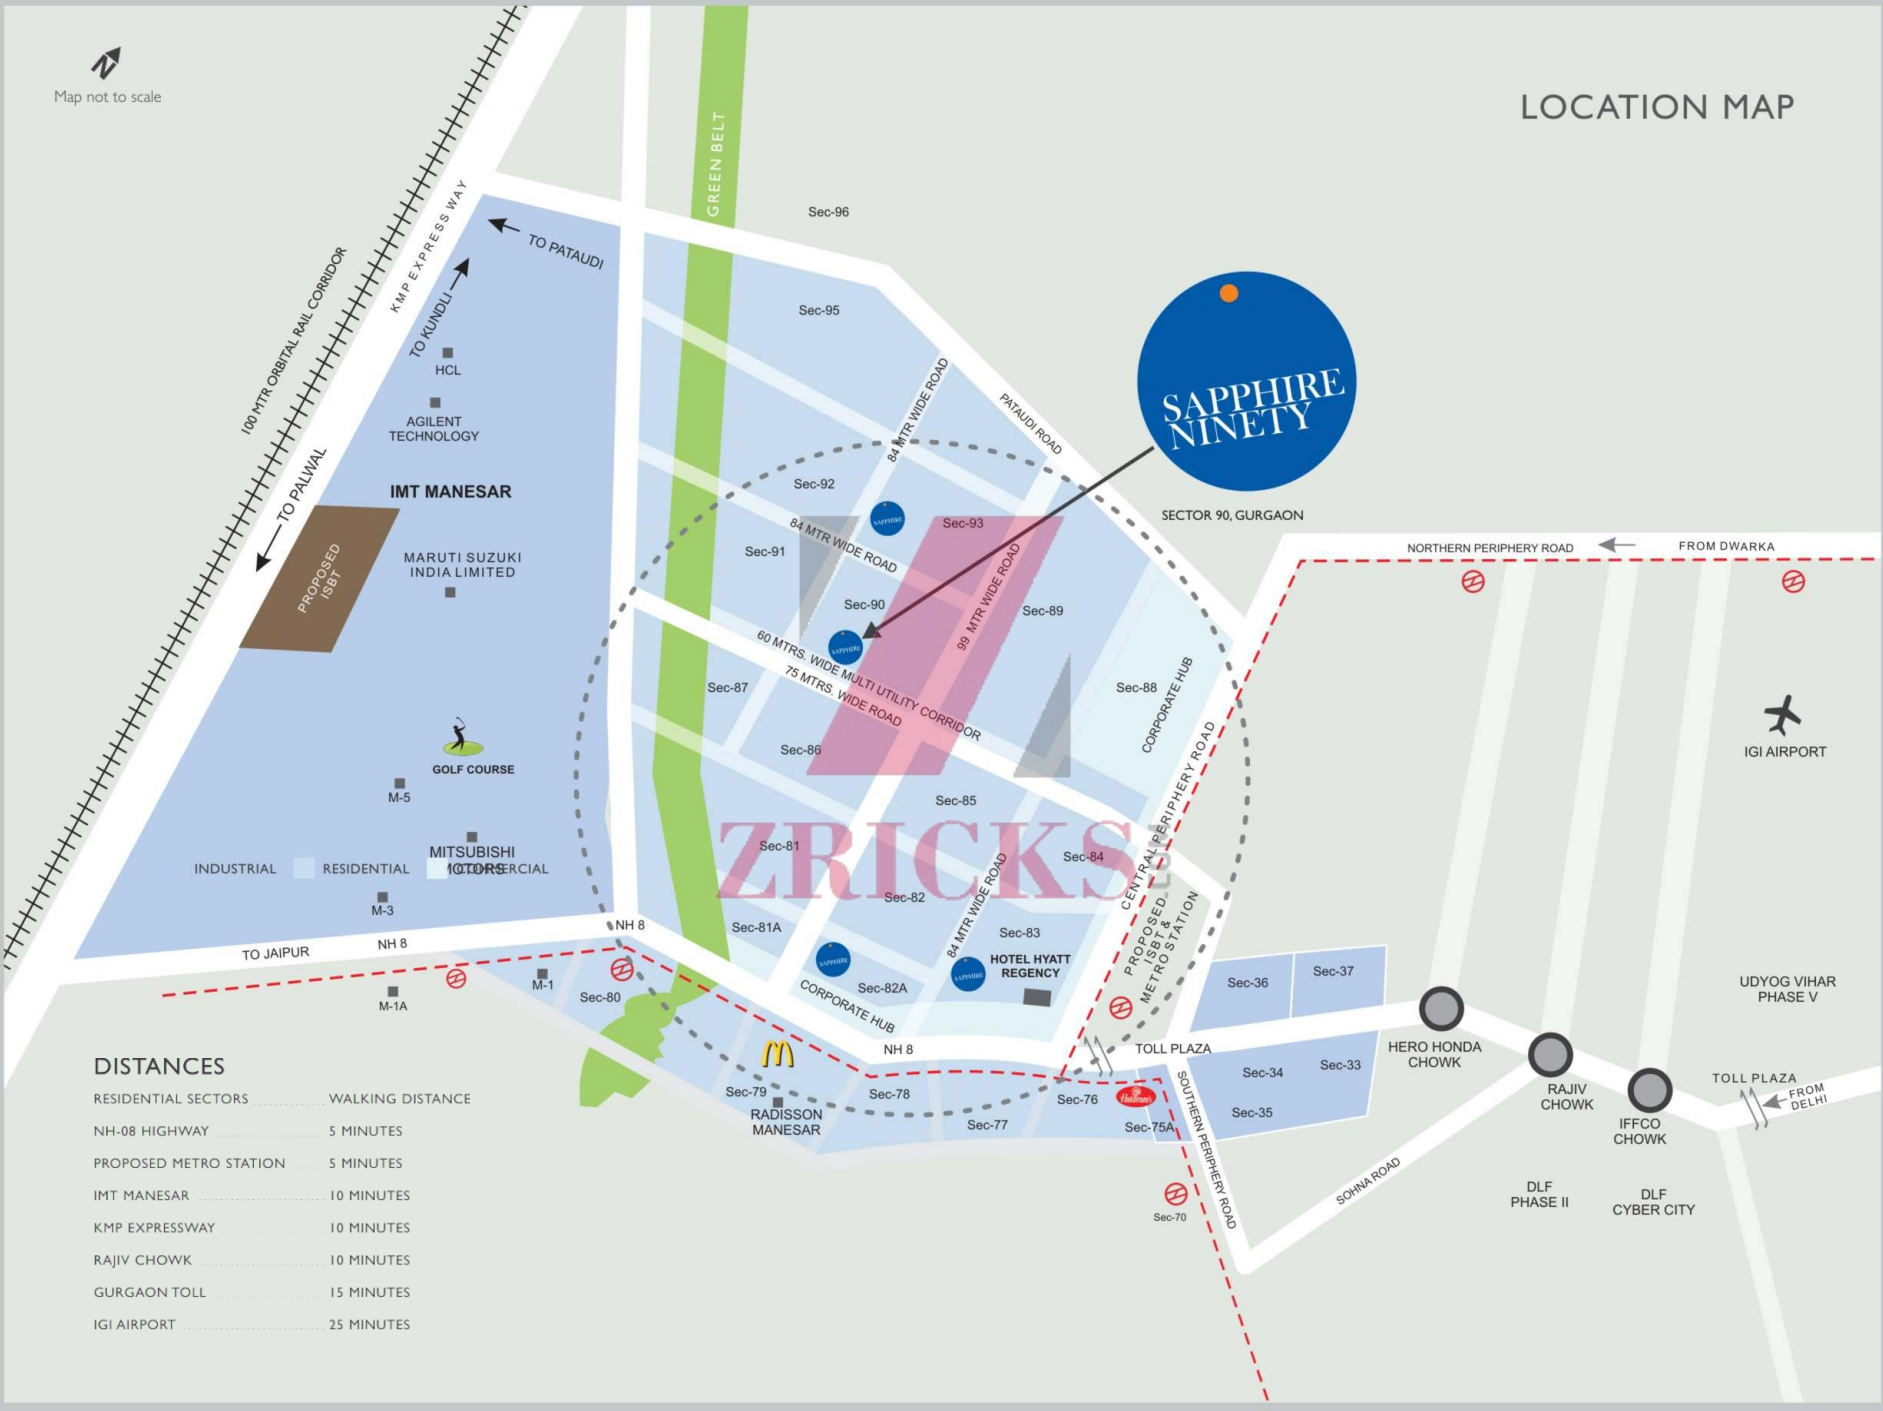 N
Map not to scale
LOCATION MAP
GREEN BELT
Sec-96
KMP EXPRESS WAY
TO PATAUDI
100 MTR ORBITAL RAIL CORRIDOR
TO KUNDLI
HCL
AGILENT
TECHNOLOGY
TO PALWAL
IMT MANESAR
PROPOSED
ISBT
MARUTI SUZUKI
INDIA LIMITED
GOLF COURSE
M-5
MITSUBISHI
MOTORS
INDUSTRIAL
RESIDENTIAL
COMMERCIAL
M-3
NH 8
TO JAIPUR
NH 8
M-1A
M-1
Sec-80
Sec-95
84 MTR WIDE ROAD
PATAUDI ROAD
SAPPHIRE
NINETY
SECTOR 90, GURGAON
Sec-92
SAPPHIRE
Sec-93
84 MTR WIDE ROAD
Sec-91
99 MTR WIDE ROAD
Sec-90
SAPPHIRE
Sec-89
60 MTRS. WIDE MULTI UTILITY CORRIDOR
75 MTRS. WIDE ROAD
Sec-87
Sec-88
CORPORATE HUB
Sec-86
CENTRAL PERIPHERY ROAD
Sec-85
ZRICKS.COM
Sec-81
Sec-84
84 MTR WIDE ROAD
Sec-82
Sec-81A
Sec-83
SAPPHIRE
SAPPHIRE
HOTEL HYATT
REGENCY
Sec-82A
CORPORATE HUB
PROPOSED
ISBT &
METRO STATION
NH 8
TOLL PLAZA
Sec-79
RADISSON
MANESAR
Sec-78
Sec-77
Sec-76
Haldiram's
Sec-75A
SOUTHERN PERIPHERY ROAD
Sec-70
NORTHERN PERIPHERY ROAD
FROM DWARKA
IGI AIRPORT
Sec-36
Sec-37
Sec-34
Sec-33
Sec-35
HERO HONDA
CHOWK
RAJIV
CHOWK
IFFCO
CHOWK
UDYOG VIHAR
PHASE V
TOLL PLAZA
FROM
DELHI
SOHNA ROAD
DLF
PHASE II
DLF
CYBER CITY
DISTANCES
RESIDENTIAL SECTORS WALKING DISTANCE
NH-08 HIGHWAY 5 MINUTES
PROPOSED METRO STATION 5 MINUTES
IMT MANESAR 10 MINUTES
KMP EXPRESSWAY 10 MINUTES
RAJIV CHOWK 10 MINUTES
GURGAON TOLL 15 MINUTES
IGI AIRPORT 25 MINUTES